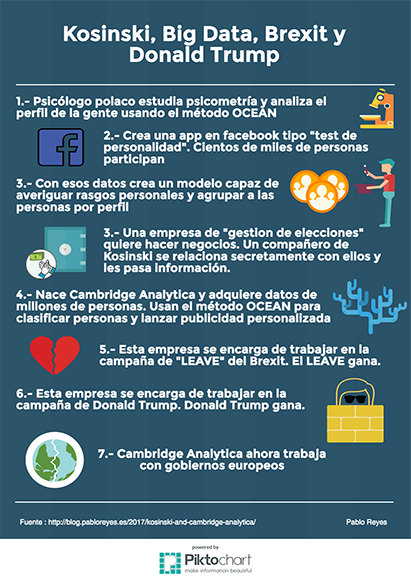 Kosinski, Big Data, Brexit y
Donald Trump
1.- Psicólogo polaco estudia psicometría y analiza el
perfil de la gente usando el método OCEAN
2.- Crea una app en facebook tipo "test de
personalidad". Cientos de miles de personas
participan
3.- Con esos datos crea un modelo capaz de
averiguar rasgos personales y agrupar a las
personas por perfil
3.- Una empresa de "gestion de elecciones"
quiere hacer negocios. Un compañero de
Kosinski se relaciona secretamente con ellos y
les pasa información.
4.- Nace Cambridge Analytica y adquiere datos de
millones de personas. Usan el método OCEAN para
clasificar personas y lanzar publicidad personalizada
5.- Esta empresa se encarga de trabajar en la
campaña de "LEAVE" del Brexit. El LEAVE gana.
6.- Esta empresa se encarga de trabajar en la
campaña de Donald Trump. Donald Trump gana.
7.- Cambridge Analytica ahora trabaja
con gobiernos europeos
Fuente : http://blog.pabloreyes.es/2017/kosinski-and-cambridge-analytica/
Pablo Reyes
powered by
Piktochart
make information beautiful